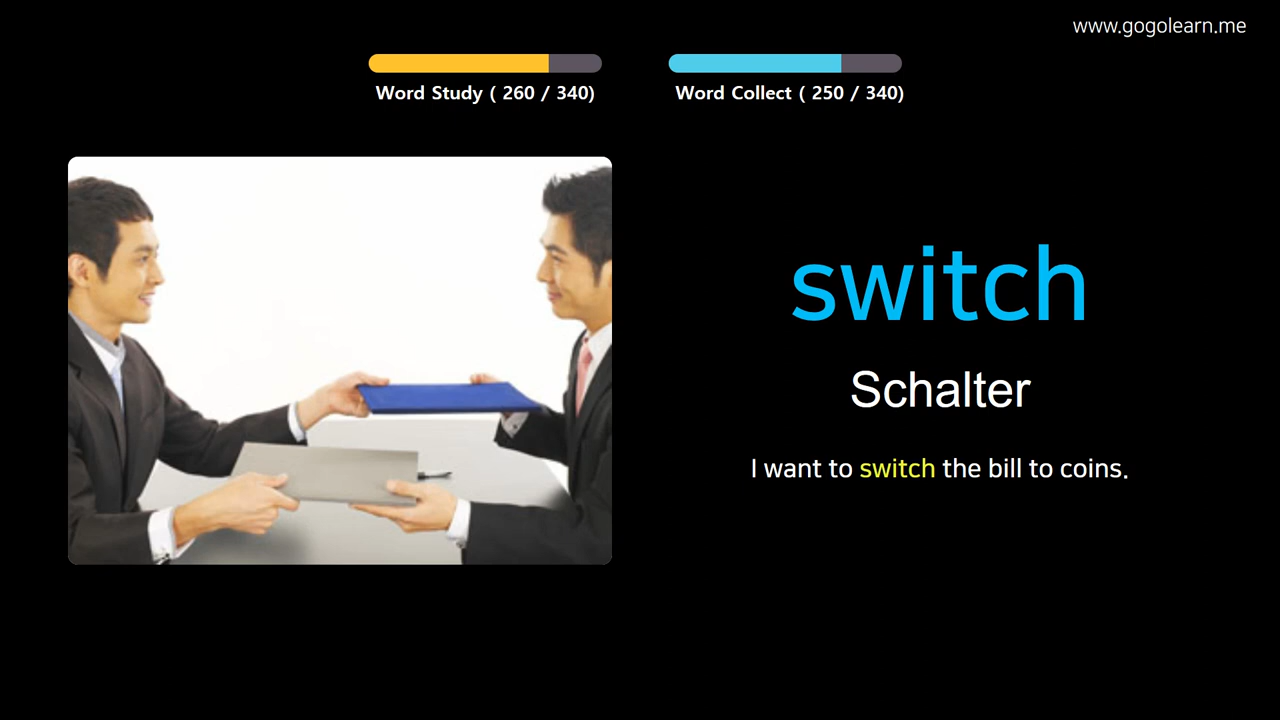 www.gogolearn.me
Word Study ( 260 / 340)
Word Collect ( 250 / 340)
switch
Schalter
I want to switch the bill to coins.